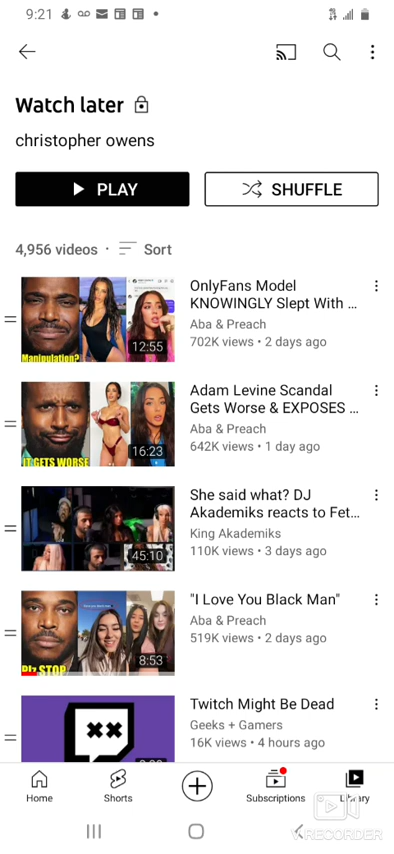 9:21
Watch later
christopher owens
PLAY
SHUFFLE
4,956 videos · Sort
OnlyFans Model
KNOWINGLY Slept With ...
Aba & Preach
702K views • 2 days ago
Manipulation?
12:55
Adam Levine Scandal
Gets Worse & EXPOSES ...
Aba & Preach
642K views • 1 day ago
IT GETS WORSE
16:23
She said what? DJ
Akademiks reacts to Fet...
King Akademiks
110K views • 3 days ago
45:10
"I Love You Black Man"
Aba & Preach
519K views • 2 days ago
Plz STOP
8:53
Twitch Might Be Dead
Geeks + Gamers
16K views • 4 hours ago
Home
Shorts
Subscriptions
Library
V RECORDER